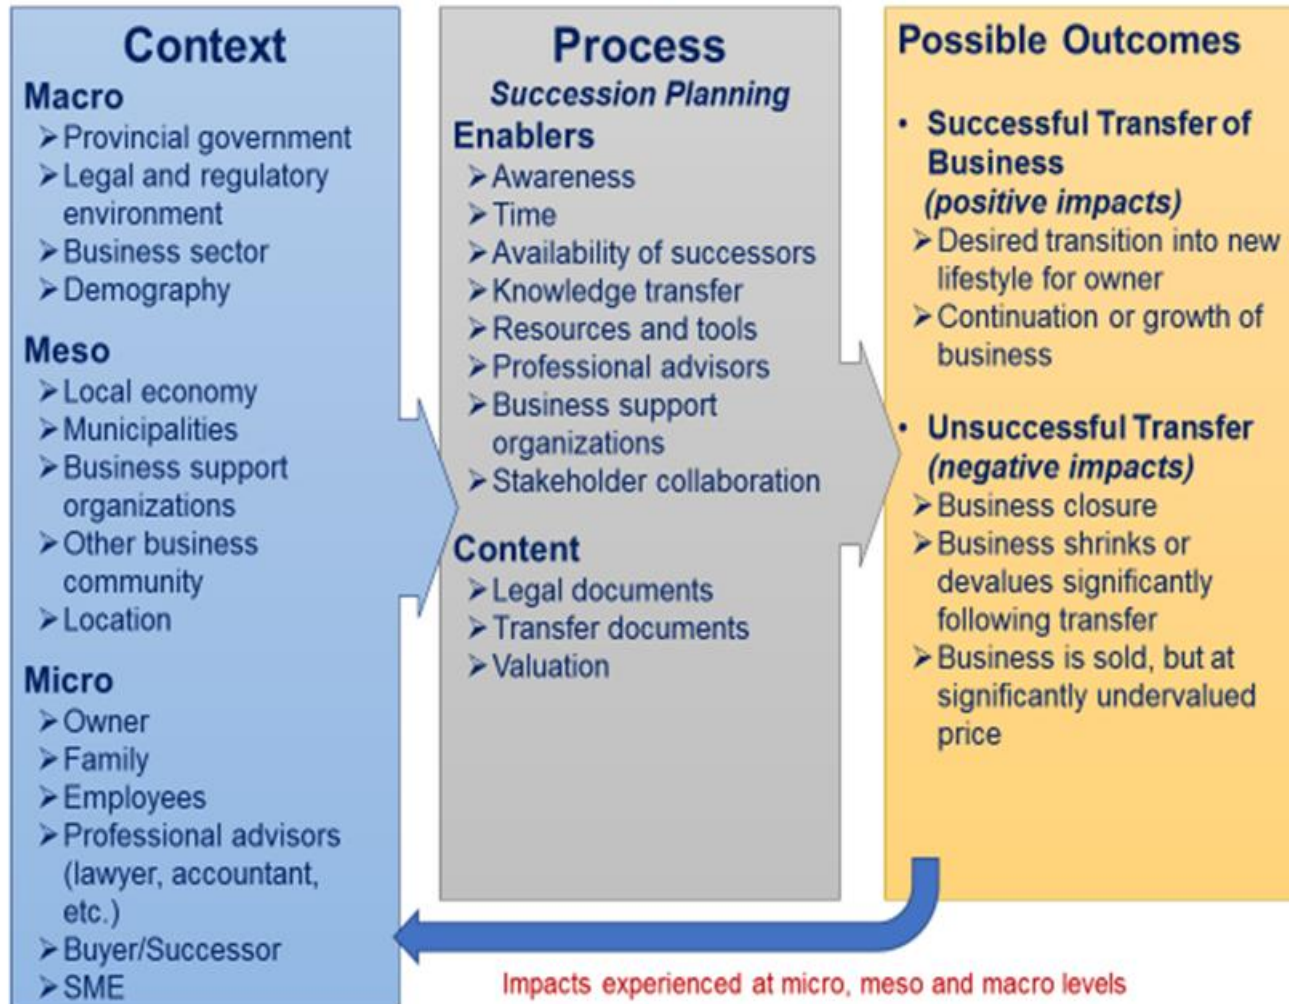 Context
Macro
➢Provincial government
➢Legal and regulatory
environment
➢Business sector
➢Demography
Meso
➢Local economy
➢Municipalities
➢Business support
organizations
➢Other business
community
➢Location
Micro
➢Owner
➢Family
➢Employees
➢Professional advisors
(lawyer, accountant,
etc.)
➢Buyer/Successor
➢SME
Process
Succession Planning
Enablers
➢Awareness
➢Time
➢Availability of successors
➢Knowledge transfer
➢Resources and tools
➢Professional advisors
➢Business support
organizations
➢Stakeholder collaboration
Content
➢Legal documents
➢Transfer documents
➢Valuation
Possible Outcomes
• Successful Transfer of
Business
(positive impacts)
➢Desired transition into new
lifestyle for owner
➢Continuation or growth of
business
• Unsuccessful Transfer
(negative impacts)
➢Business closure
➢Business shrinks or
devalues significantly
following transfer
➢Business is sold, but at
significantly undervalued
price
Impacts experienced at micro, meso and macro levels